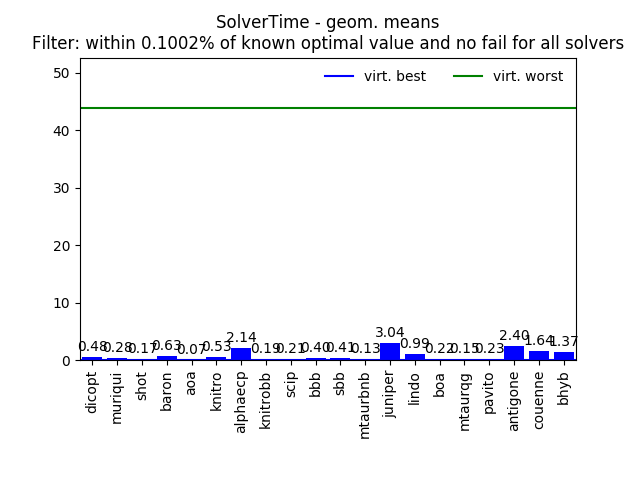 SolverTime - geom. means
Filter: within 0.1002% of known optimal value and no fail for all solvers
virt. best
virt. worst
50
40
30
20
10
0
0.48
0.28
0.17
0.63
0.07
0.53
2.14
0.19
0.21
0.40
0.41
0.13
3.04
0.99
0.22
0.15
0.23
2.40
1.64
1.37
dicopt
muriqui
shot
baron
aoa
knitro
alphaecp
knitrobb
scip
bbb
sbb
mtaurbnb
juniper
lindo
boa
mtaurqg
pavito
antigone
couenne
bhyb